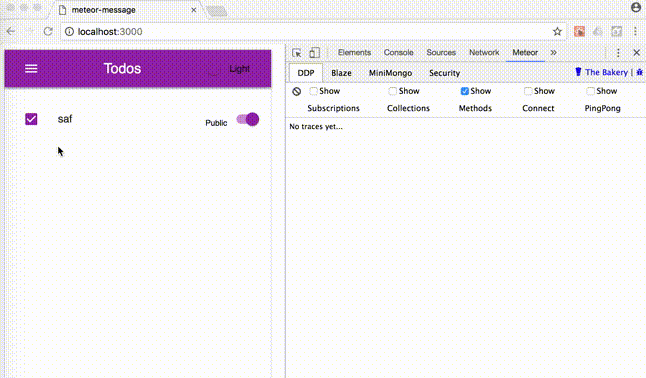 meteor-message
localhost:3000
Todos
Light
saf
Public
Elements Console Sources Network Meteor »
DDP Blaze MiniMongo Security The Bakery |
Show Show Show Show Show
Subscriptions Collections Methods Connect PingPong
No traces yet...